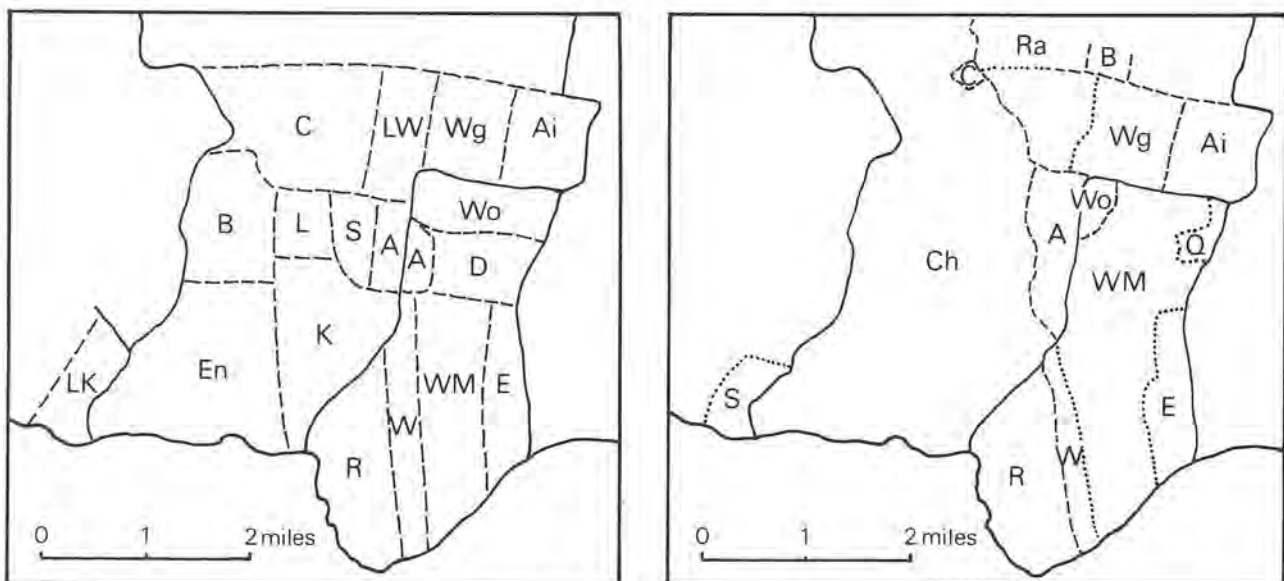 C LW Wg Ai
Wo
B L S A A D
K
LK En WM E
W
R
0 1 2 miles
Ra B
C
Wg Ai
Wo
A Q
Ch WM
S E
R W
0 1 2 miles